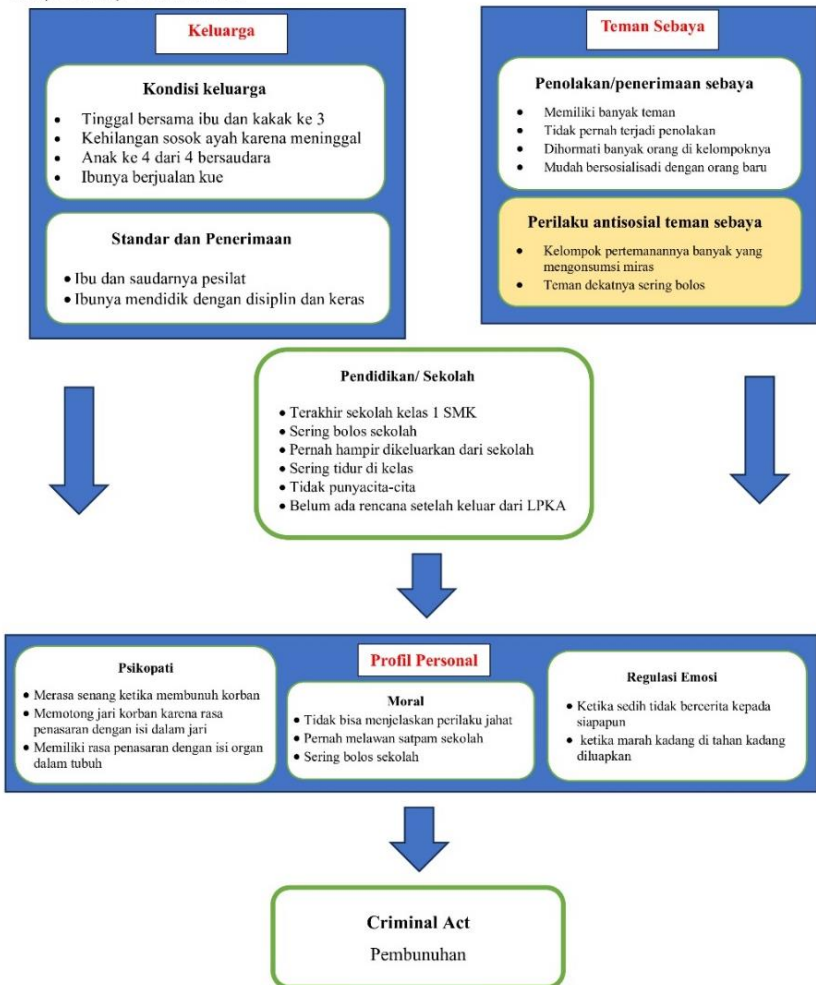 Keluarga
Kondisi keluarga
• Tinggal bersama ibu dan kakak ke 3
• Kehilangan sosok ayah karena meninggal
• Anak ke 4 dari 4 bersaudara
• Ibunya berjualan kue
Standar dan Penerimaan
• Ibu dan saudarnya pesilat
• Ibunya mendidik dengan disiplin dan keras
Teman Sebaya
Penolakan/penerimaan sebaya
• Memiliki banyak teman
• Tidak pernah terjadi penolakan
• Dihormati banyak orang di kelompoknya
• Mudah bersosialisadi dengan orang baru
Perilaku antisosial teman sebaya
• Kelompok pertemanannya banyak yang
mengonsumsi miras
• Teman dekatnya sering bolos
Pendidikan/ Sekolah
• Terakhir sekolah kelas 1 SMK
• Sering bolos sekolah
• Pernah hampir dikeluarkan dari sekolah
• Sering tidur di kelas
• Tidak punyacita-cita
• Belum ada rencana setelah keluar dari LPKA
Profil Personal
Psikopati
• Merasa senang ketika membunuh korban
• Memotong jari korban karena rasa
penasaran dengan isi dalam jari
• Memiliki rasa penasaran dengan isi organ
dalam tubuh
Moral
• Tidak bisa menjelaskan perilaku jahat
• Pernah melawan satpam sekolah
• Sering bolos sekolah
Regulasi Emosi
• Ketika sedih tidak bercerita kepada
siapapun
• ketika marah kadang di tahan kadang
diluapkan
Criminal Act
Pembunuhan